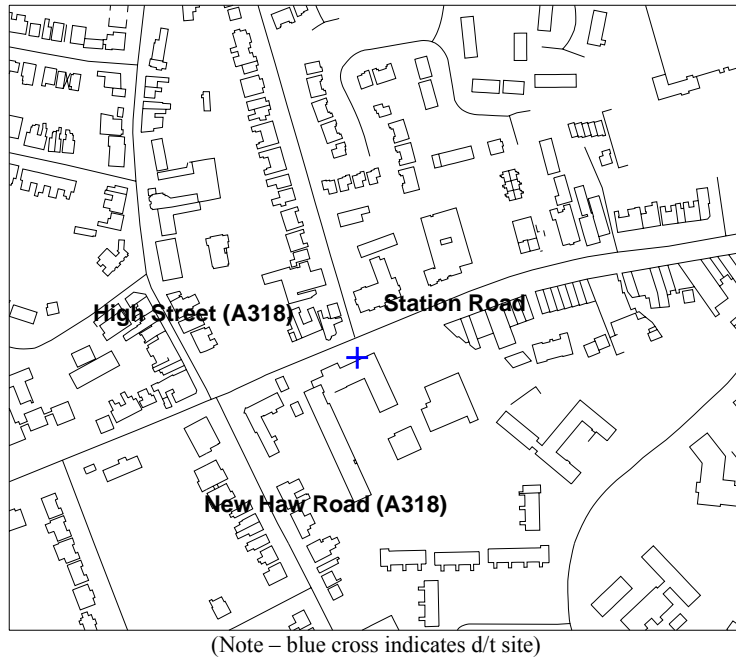 Station Road
High Street (A318)
New Haw Road (A318)
(Note – blue cross indicates d/t site)